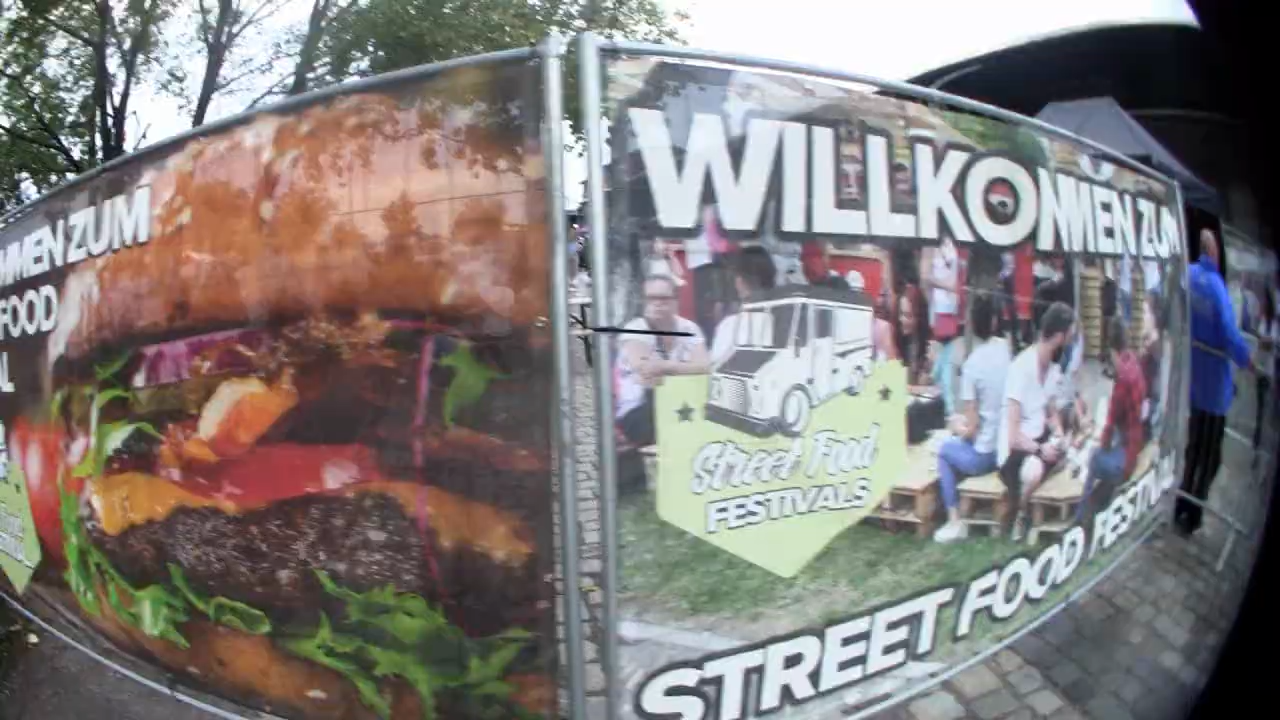 MMEN ZUM
FOOD
L
WILLKOMMEN ZUM
Street Food
FESTIVALS
STREET FOOD FESTIVAL